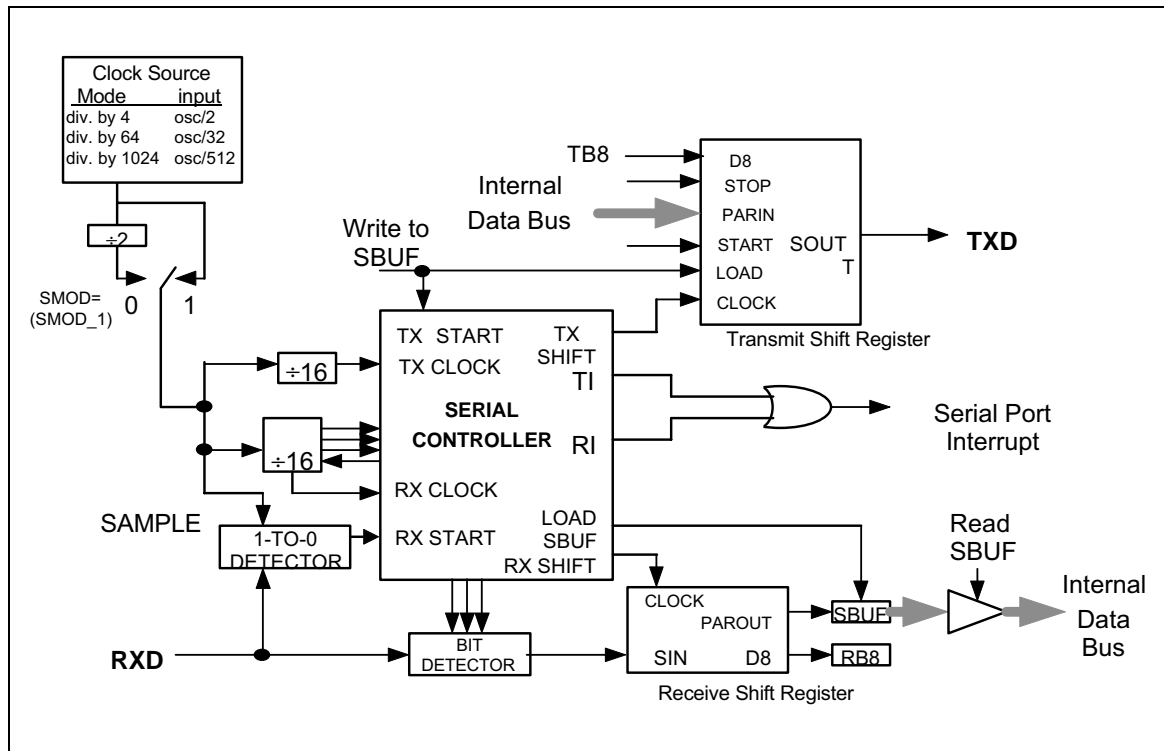 Clock Source
Mode input
div. by 4 osc/2
div. by 64 osc/32
div. by 1024 osc/512
÷2
SMOD=
(SMOD_1)
0
1
Write to
SBUF
TB8
Internal
Data Bus
D8
STOP
PARIN
START
SOUT
T
LOAD
CLOCK
Transmit Shift Register
TXD
÷16
÷16
TX START
TX CLOCK
SERIAL
CONTROLLER
RX CLOCK
RX START
TX
SHIFT
TI
RI
LOAD
SBUF
RX SHIFT
Serial Port
Interrupt
SAMPLE
1-TO-0
DETECTOR
RXD
BIT
DETECTOR
CLOCK
PAROUT
SIN D8
Receive Shift Register
SBUF
RB8
Read
SBUF
Internal
Data
Bus